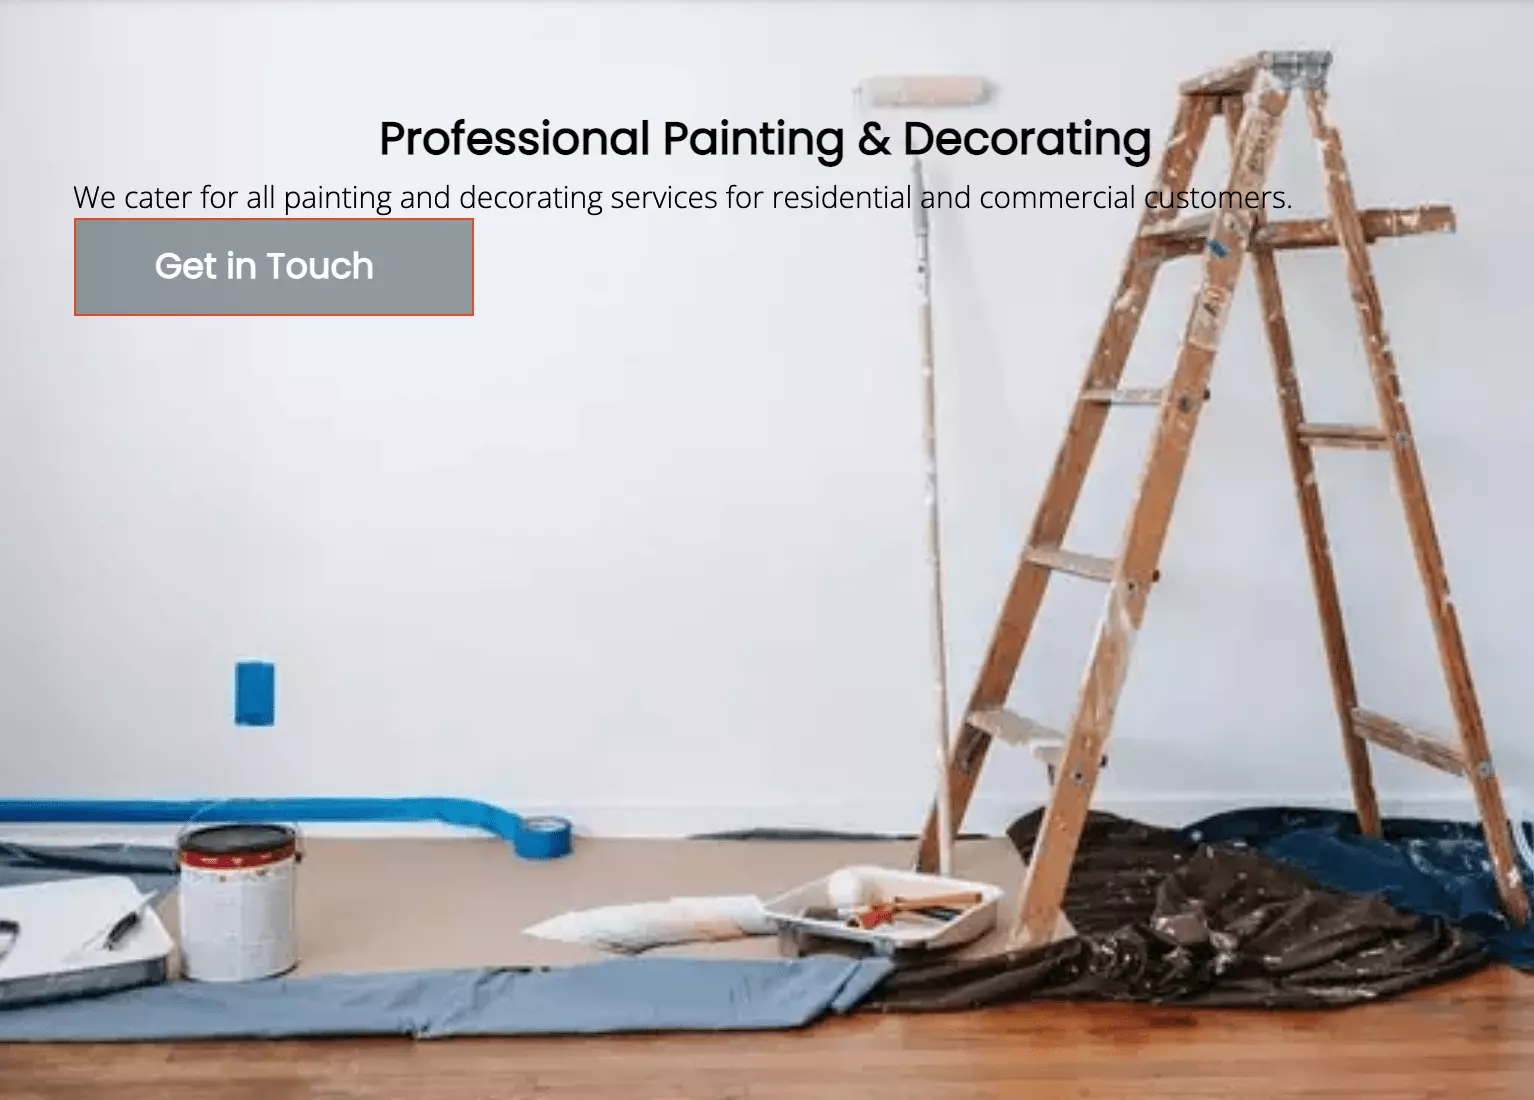 Professional Painting & Decorating
We cater for all painting and decorating services for residential and commercial customers.
Get in Touch